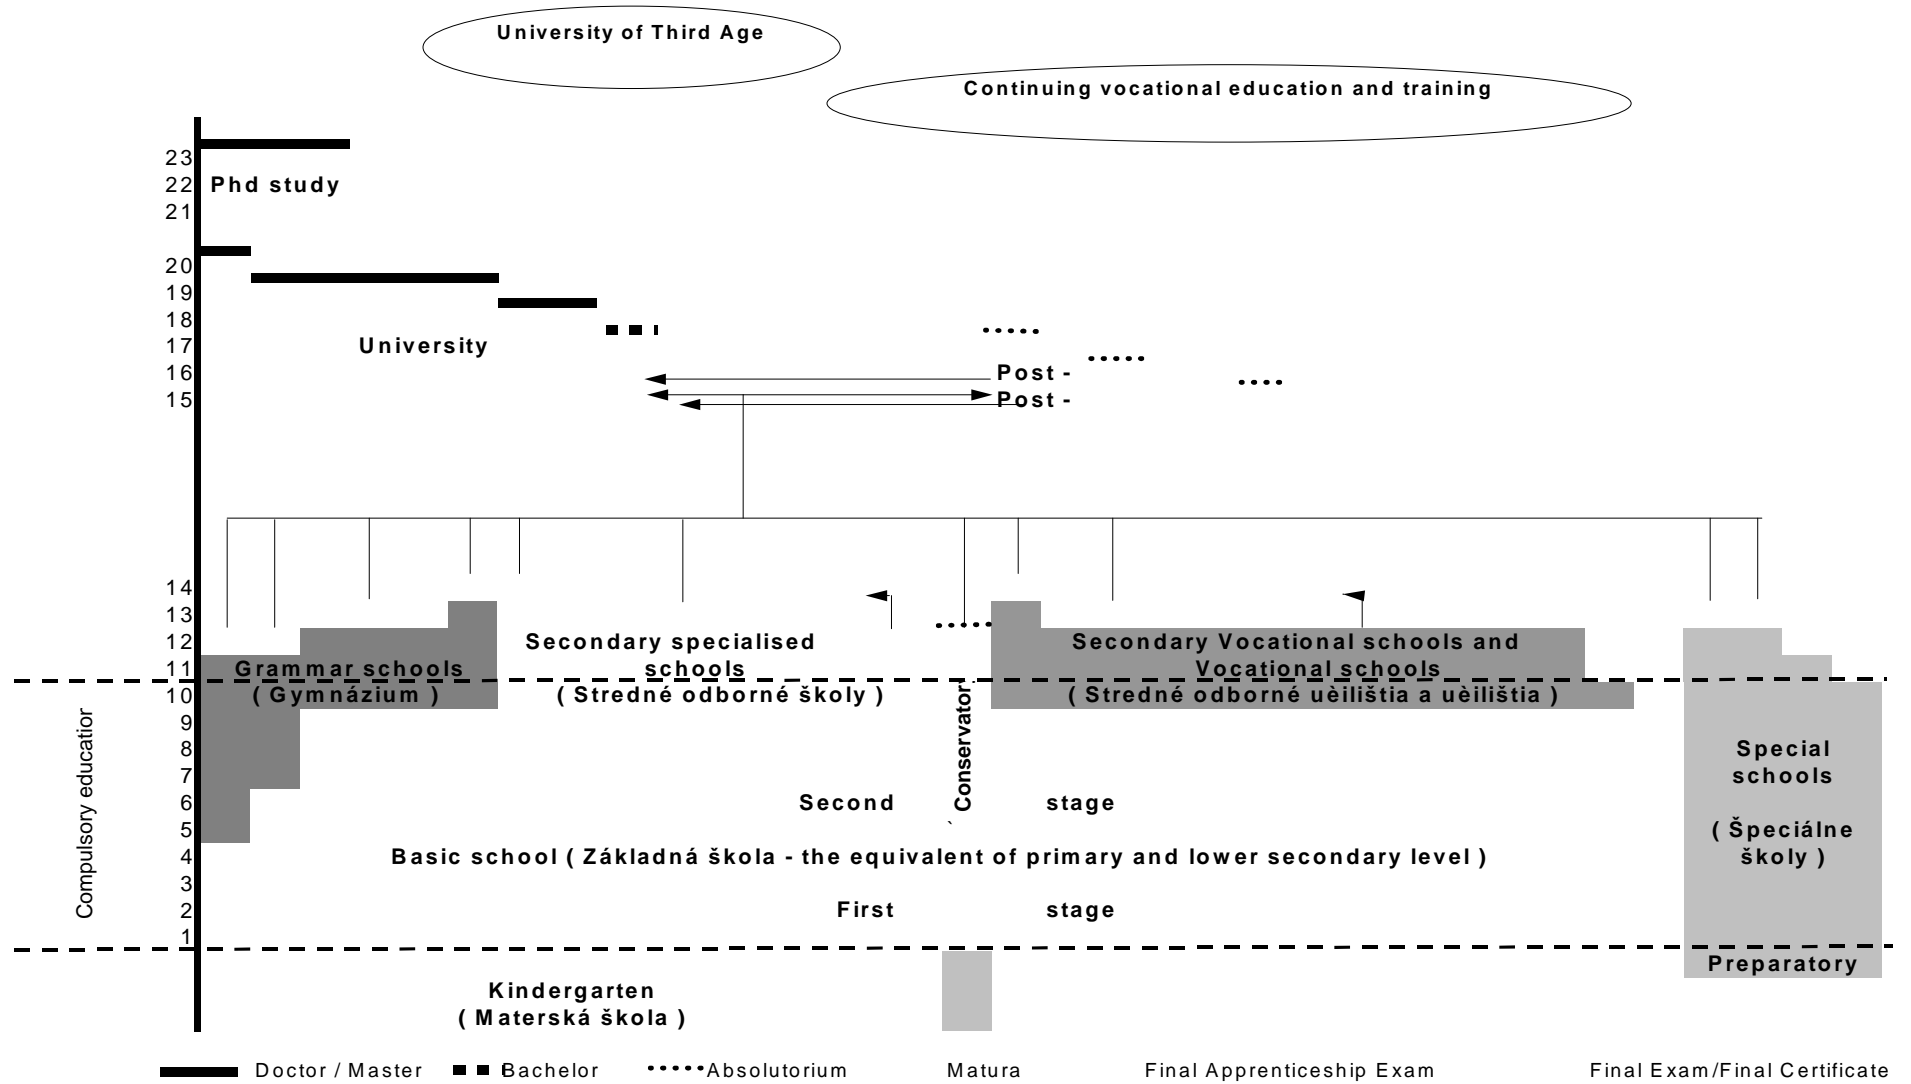 University of Third Age
Continuing vocational education and training
23
22 Phd study
21
20
19
18
17 University
16 Post -
15 Post -
14
13
12 Secondary specialised Secondary Vocational schools and
11 Grammar schools schools Vocational schools
10 ( Gymnázium ) ( Stredné odborné školy ) ( Stredné odborné uèilištia a uèilištia )
9
8 Special
7 schools
6 Second stage
5 ( Špeciálne
4 Basic school ( Základná škola - the equivalent of primary and lower secondary level ) školy )
3
2 First stage
1
Compulsory
Conservator
Preparatory
Kindergarten
( Materská škola )
Doctor / Master Bachelor Absolutorium Matura Final Apprenticeship Exam Final Exam/Final Certificate